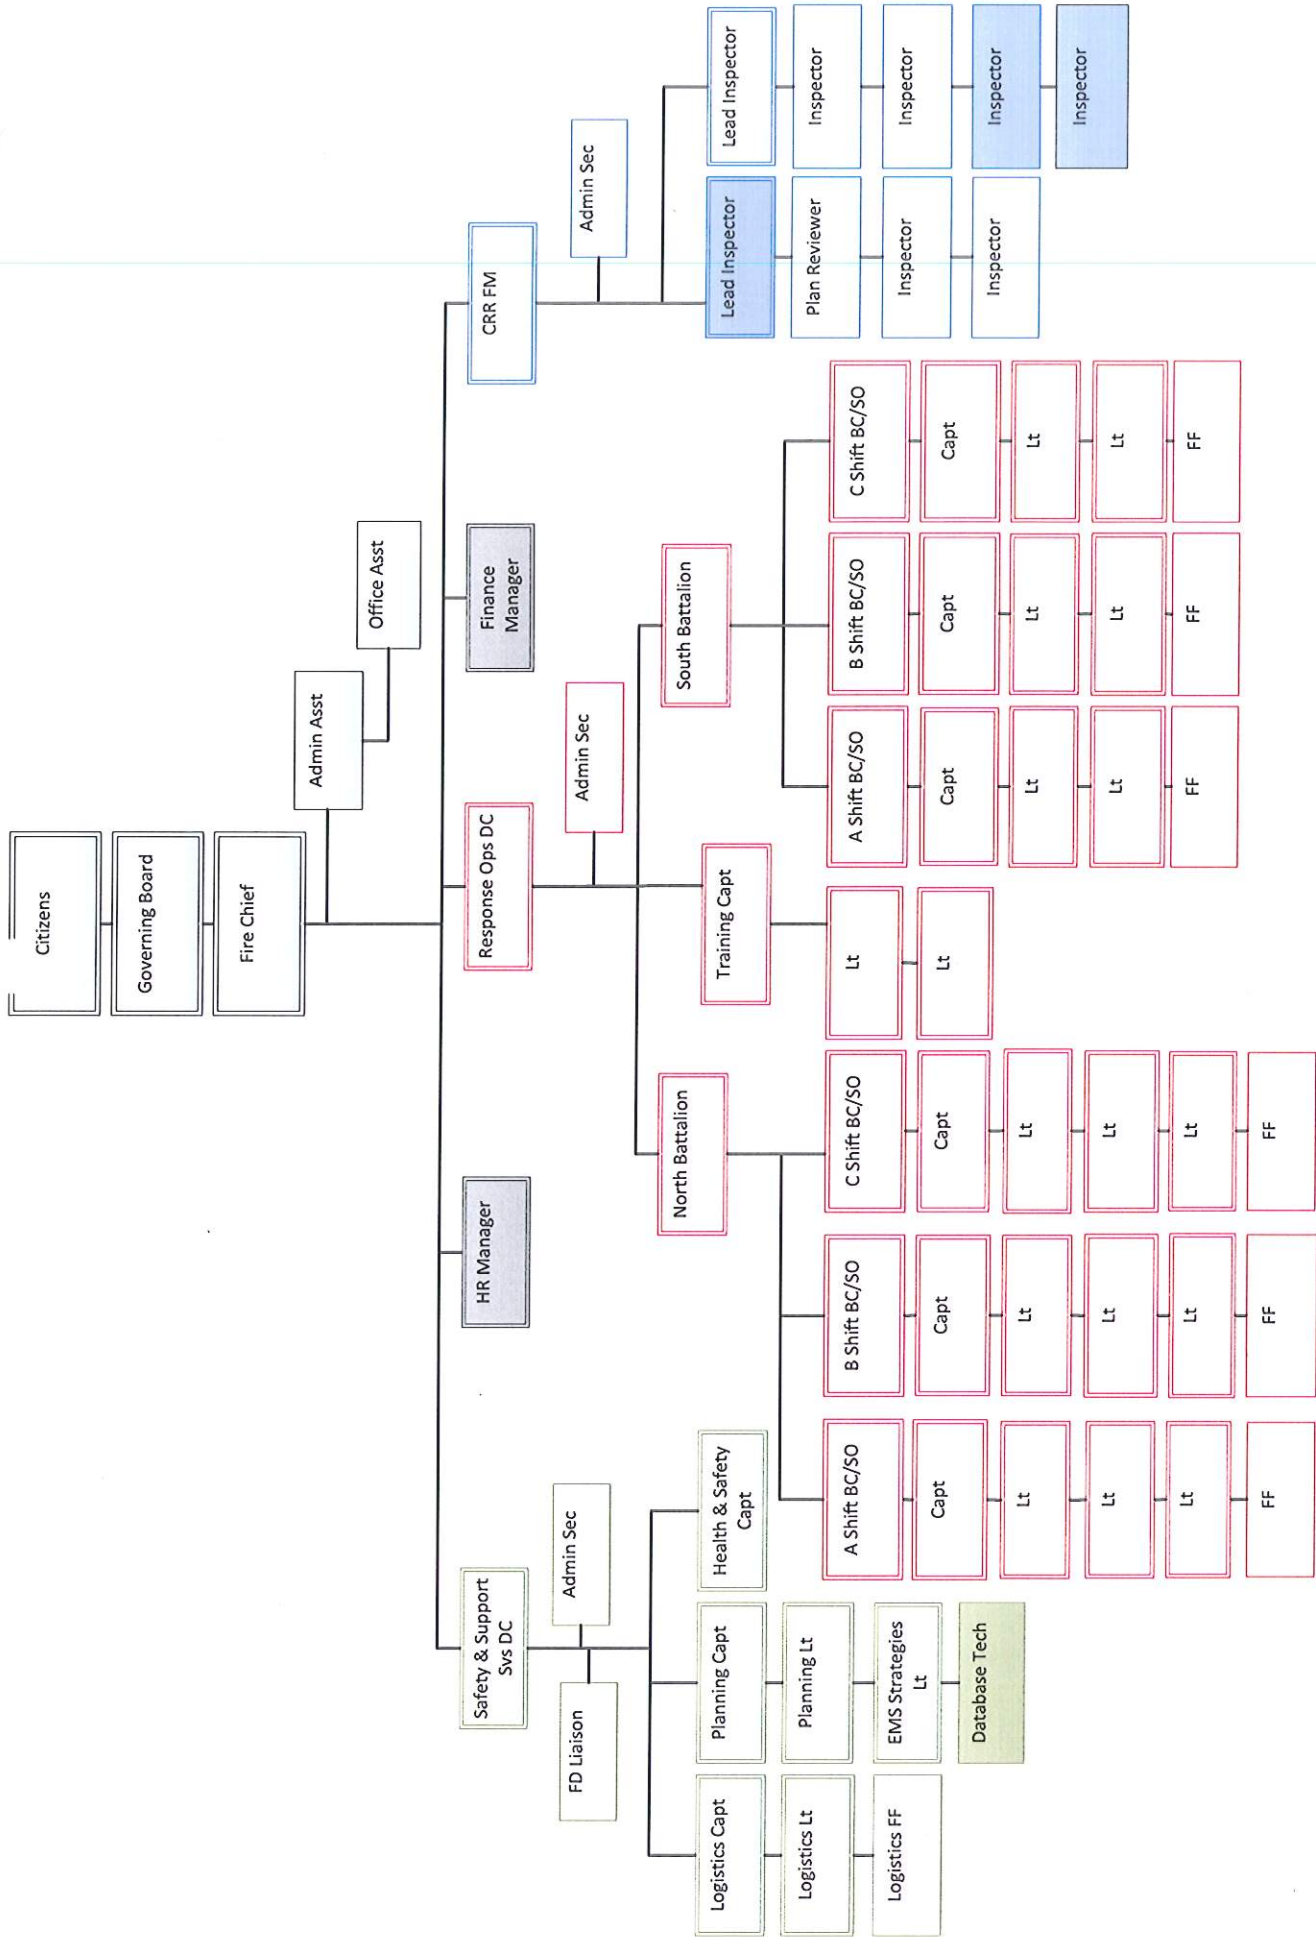 Citizens
Governing Board
Fire Chief
Admin Asst
Office Asst
Safety & Support
Svs DC
HR Manager
Response Ops DC
Finance
Manager
CRR FM
FD Liaison
Admin Sec
Admin Sec
Admin Sec
Logistics Capt
Logistics Lt
Logistics FF
Planning Capt
Planning Lt
EMS Strategies
Lt
Database Tech
Health & Safety
Capt
North Battalion
A Shift BC/SO
Capt
Lt
Lt
Lt
FF
B Shift BC/SO
Capt
Lt
Lt
Lt
FF
C Shift BC/SO
Capt
Lt
Lt
Lt
FF
Training Capt
Lt
Lt
South Battalion
A Shift BC/SO
Capt
Lt
Lt
FF
B Shift BC/SO
Capt
Lt
Lt
FF
C Shift BC/SO
Capt
Lt
Lt
FF
Lead Inspector
Plan Reviewer
Inspector
Inspector
Lead Inspector
Inspector
Inspector
Inspector
Inspector